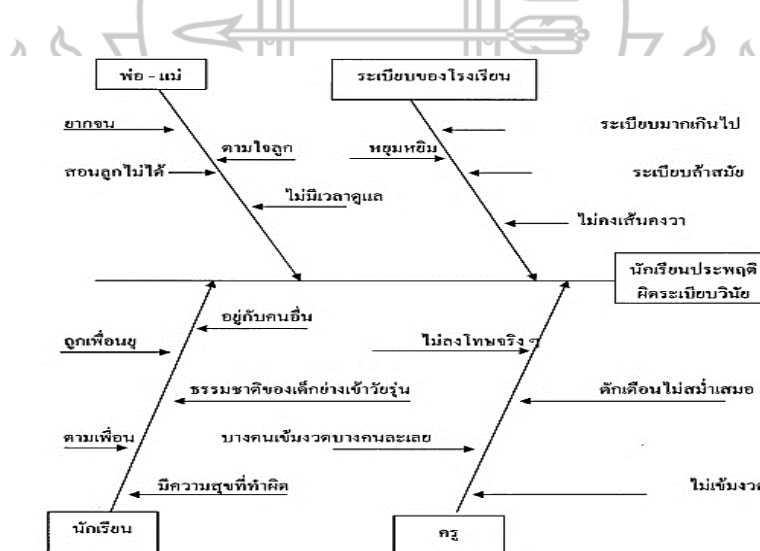 พ่อ - แม่
ระเบียบของโรงเรียน
ยากจน
ตามใจลูก
สอนลูกไม่ได้
ไม่มีเวลาดูแล
ระเบียบมากเกินไป
หยุมหยิม
ระเบียบล้าสมัย
ไม่คงเส้นคงวา
นักเรียนประพฤติ
ผิดระเบียบวินัย
อยู่กับคนอื่น
ถูกเพื่อนยุ
ธรรมชาติของเด็กย่างเข้าวัยรุ่น
ตามเพื่อน
มีความสุขที่ทำผิด
นักเรียน
ไม่ลงโทษจริง ๆ
ตักเตือนไม่สม่ำเสมอ
บางคนเข้มงวดบางคนละเลย
ไม่เข้มงวด
ครู